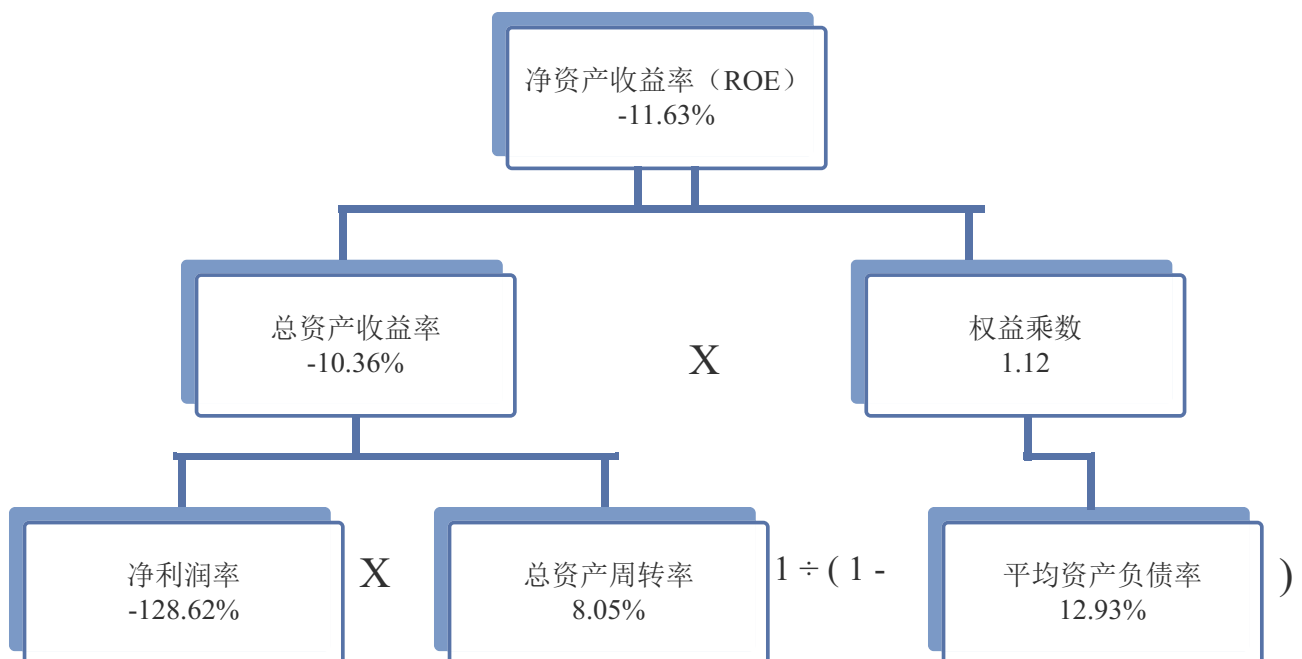 净资产收益率（ROE）
-11.63%
总资产收益率
-10.36%
X
权益乘数
1.12
净利润率
-128.62%
X
总资产周转率
8.05%
1 ÷ ( 1 -
平均资产负债率
12.93%
)